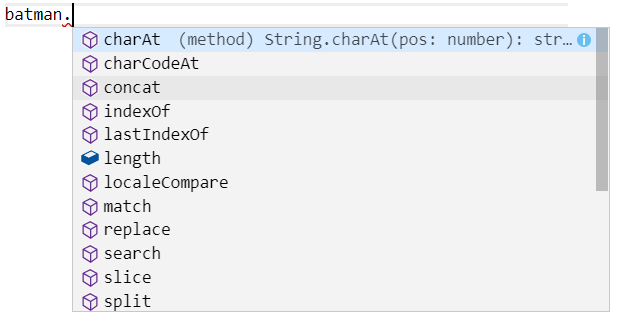 batman.
charAt (method) String.charAt(pos: number): str…
charCodeAt
concat
indexOf
lastIndexOf
length
localeCompare
match
replace
search
slice
split